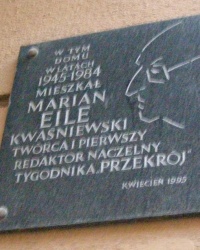 W TYM
DOMU
W LATACH
1945-1984
MIESZKAŁ
MARIAN
EILE
KWAŚNIEWSKI
TWÓRCA I PIERWSZY
REDAKTOR NACZELNY
TYGODNIKA „PRZEKRÓJ”
KWIECIEŃ 1995